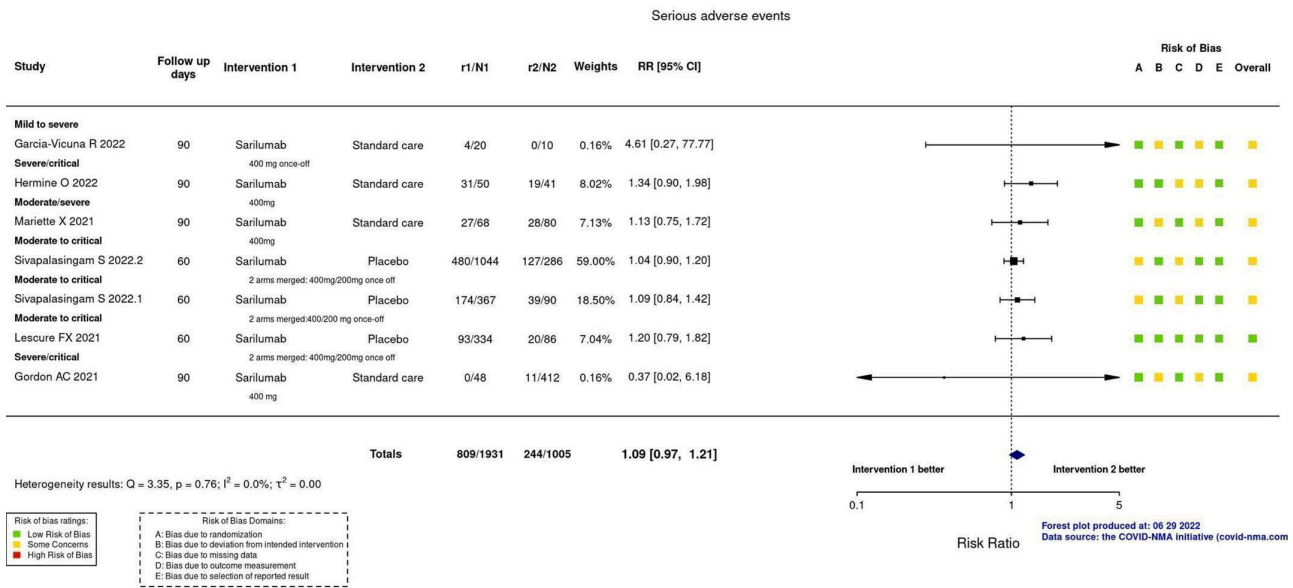 Serious adverse events
Risk of Bias
Study Follow up days Intervention 1 Intervention 2 r1/N1 r2/N2 Weights RR [95% CI] A B C D E Overall
Mild to severe
Garcia-Vicuna R 2022 90 Sarilumab Standard care 4/20 0/10 0.16% 4.61 [0.27, 77.77]
Severe/critical 400 mg once-off
Hermine O 2022 90 Sarilumab Standard care 31/50 19/41 8.02% 1.34 [0.90, 1.98]
Moderate/severe 400mg
Mariette X 2021 90 Sarilumab Standard care 27/68 28/80 7.13% 1.13 [0.75, 1.72]
Moderate to critical 400mg
Sivapalasingam S 2022.2 60 Sarilumab Placebo 480/1044 127/286 59.00% 1.04 [0.90, 1.20]
Moderate to critical 2 arms merged: 400mg/200mg once off
Sivapalasingam S 2022.1 60 Sarilumab Placebo 174/367 39/90 18.50% 1.09 [0.84, 1.42]
Moderate to critical 2 arms merged:400/200 mg once-off
Lescure FX 2021 60 Sarilumab Placebo 93/334 20/86 7.04% 1.20 [0.79, 1.82]
Severe/critical 2 arms merged: 400mg/200mg once off
Gordon AC 2021 90 Sarilumab Standard care 0/48 11/412 0.16% 0.37 [0.02, 6.18]
400 mg
Totals 809/1931 244/1005 1.09 [0.97, 1.21]
Intervention 1 better Intervention 2 better
Heterogeneity results: Q = 3.35, p = 0.76; I² = 0.0%; τ² = 0.00
0.1 1 5
Risk Ratio
Forest plot produced at: 06 29 2022
Data source: the COVID-NMA initiative (covid-nma.com
Risk of bias ratings:
Low Risk of Bias
Some Concerns
High Risk of Bias
Risk of Bias Domains:
A: Bias due to randomization
B: Bias due to deviation from intended intervention
C: Bias due to missing data
D: Bias due to outcome measurement
E: Bias due to selection of reported result